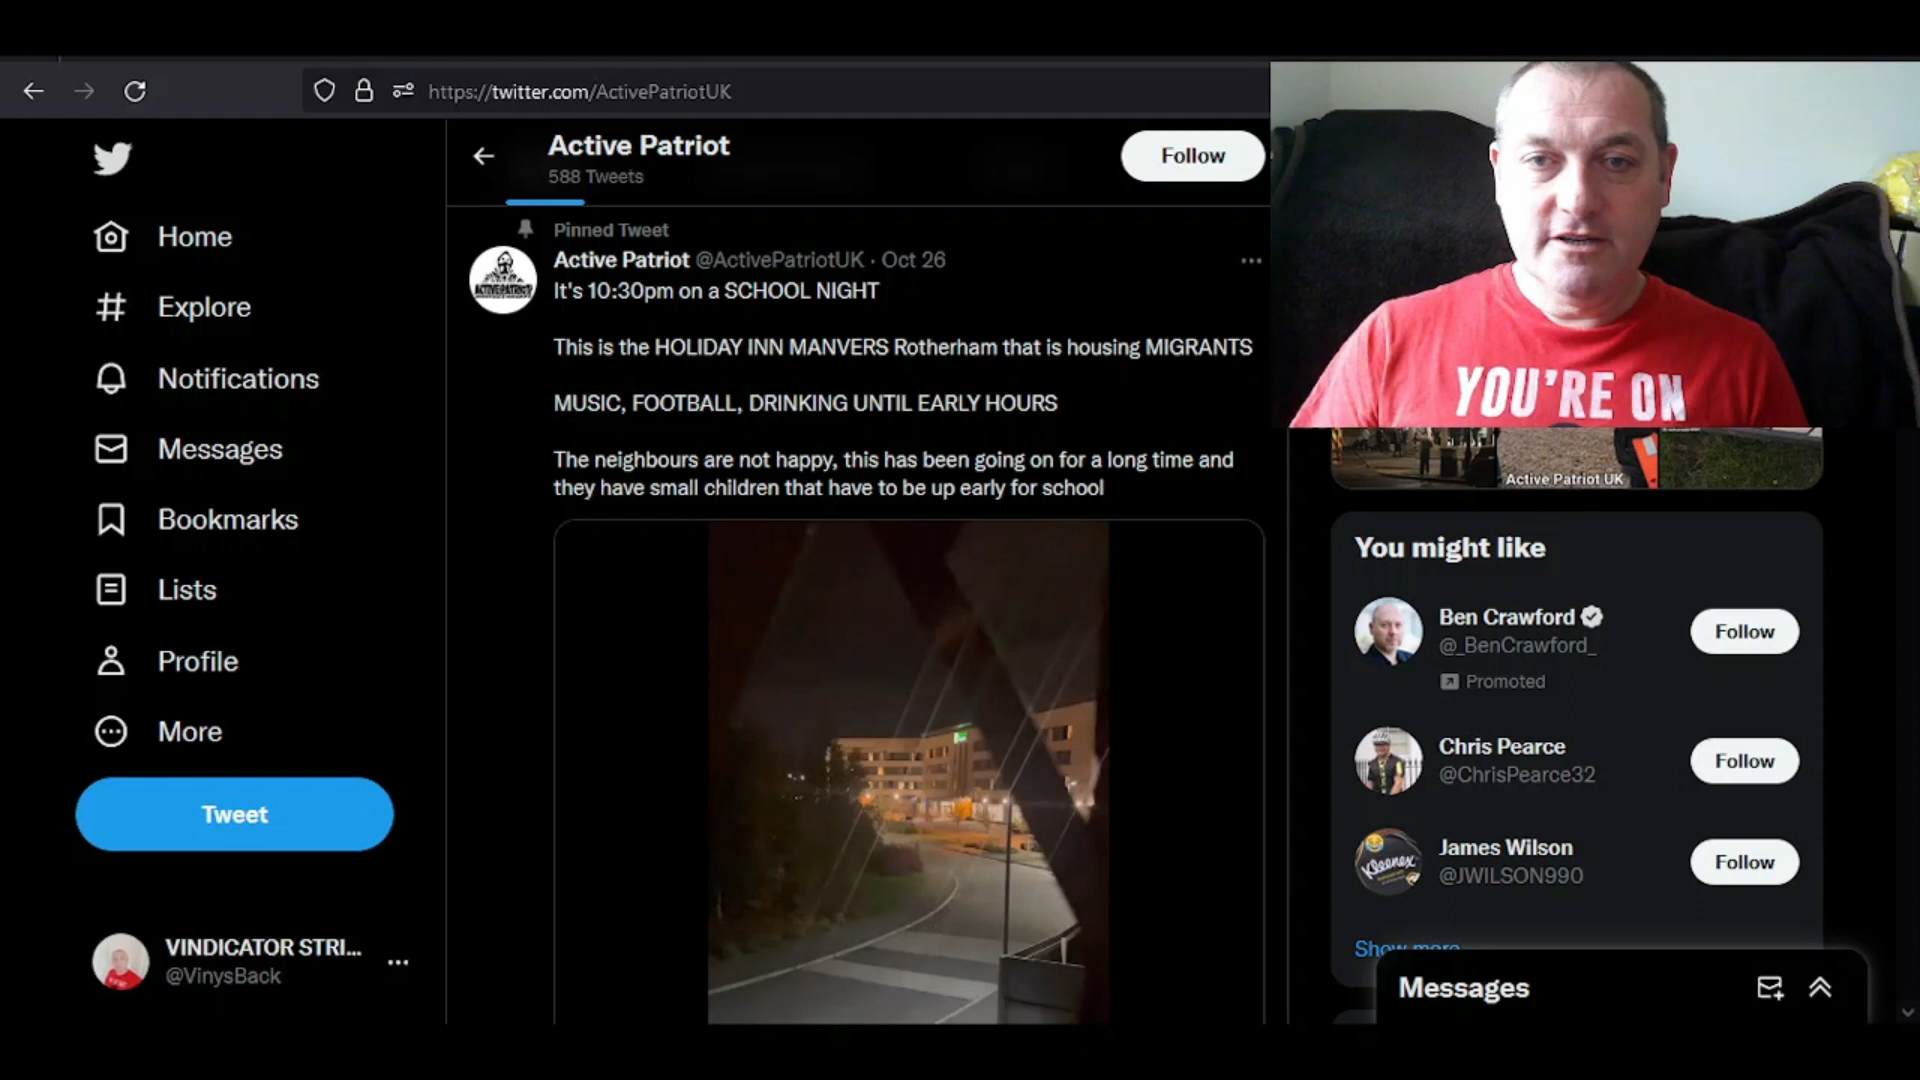 https://twitter.com/ActivePatriotUK
Active Patriot
588 Tweets
Follow
Home
Explore
Notifications
Messages
Bookmarks
Lists
Profile
More
Tweet
VINDICATOR STRI...
@VinysBack
Pinned Tweet
Active Patriot @ActivePatriotUK · Oct 26
It's 10:30pm on a SCHOOL NIGHT
This is the HOLIDAY INN MANVERS Rotherham that is housing MIGRANTS
MUSIC, FOOTBALL, DRINKING UNTIL EARLY HOURS
The neighbours are not happy, this has been going on for a long time and
they have small children that have to be up early for school
YOU'RE ON
Active Patriot UK
You might like
Ben Crawford
@_BenCrawford_
Promoted
Follow
Chris Pearce
@ChrisPearce32
Follow
Kleenex
James Wilson
@JWILSON990
Follow
Show more
Messages